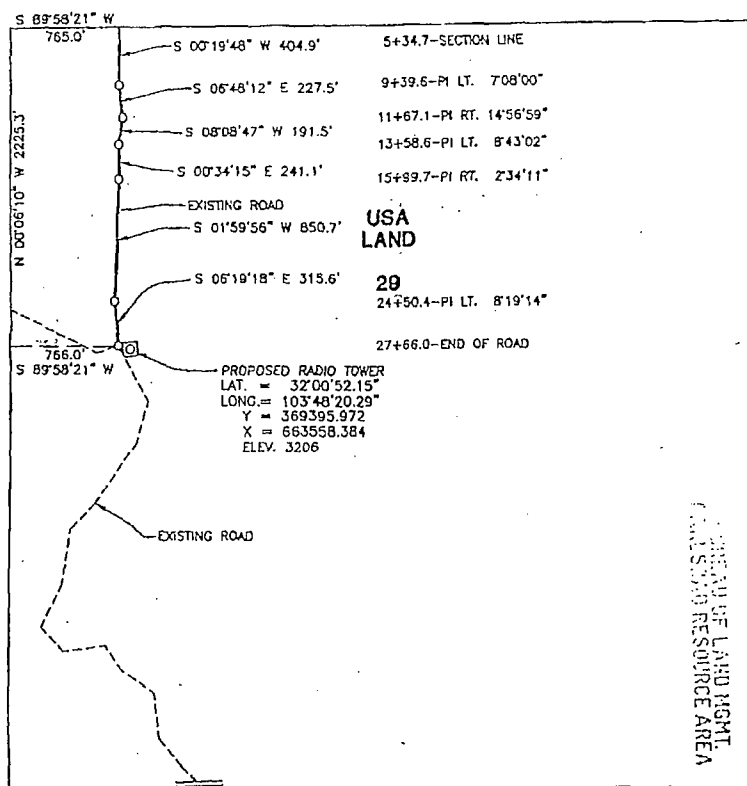 S 89°58'21" W
765.0'
S 00°19'48" W 404.9'
5+34.7-SECTION LINE
S 06°48'12" E 227.5'
9+39.6-PI LT. 7°08'00"
11+67.1-PI RT. 14°56'59"
S 08°08'47" W 191.5'
13+58.6-PI LT. 8°43'02"
S 00°34'15" E 241.1'
15+99.7-PI RT. 2°34'11"
N 00°06'10" W 2225.3'
EXISTING ROAD
USA
LAND
S 01°59'56" W 850.7'
S 06°19'18" E 315.6'
29
24+50.4-PI LT. 8°19'14"
27+66.0-END OF ROAD
766.0'
S 89°58'21" W
PROPOSED RADIO TOWER
LAT. = 32°00'52.15"
LONG.= 103°48'20.29"
Y = 369395.972
X = 663558.384
ELEV. 3206
EXISTING ROAD
OF LAND MGMT.
RESOURCE AREA